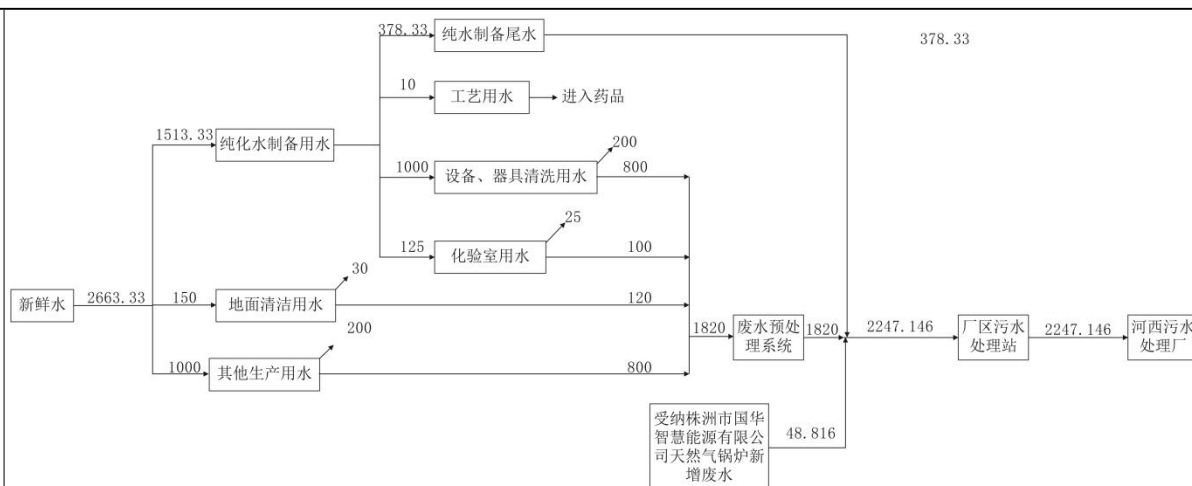 378.33
纯水制备尾水
378.33
10
工艺用水
进入药品
1513.33
纯化水制备用水
200
1000
设备、器具清洗用水
800
25
125
化验室用水
100
30
新鲜水
2663.33
150
地面清洁用水
120
200
1820
废水预处
理系统
1820
2247.146
厂区污水
处理站
2247.146
河西污水
处理厂
1000
其他生产用水
800
受纳株洲市国华
智慧能源有限公
司天然气锅炉新
增废水
48.816